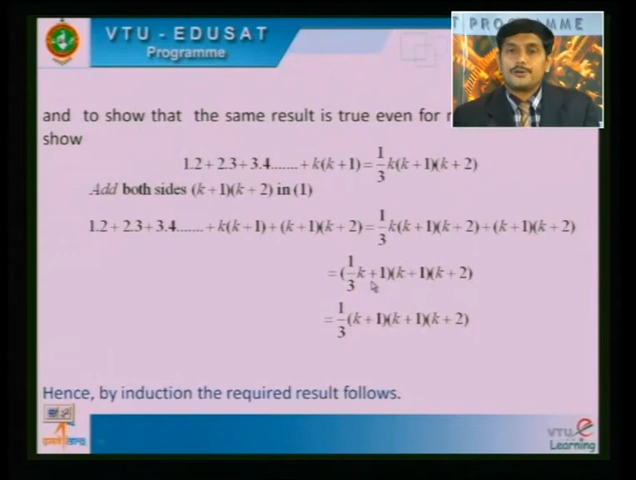 VTU - EDUSAT
Programme
PROGRAMME
and to show that the same result is true even for
show
1.2 + 2.3 + 3.4....... + k(k + 1) = 1/3 k(k + 1)(k + 2)
Add both sides (k + 1)(k + 2) in (1)
1.2 + 2.3 + 3.4....... + k(k + 1) + (k + 1)(k + 2) = 1/3 k(k + 1)(k + 2) + (k + 1)(k + 2)
= (1/3 k + 1)(k + 1)(k + 2)
= 1/3 (k + 1)(k + 1)(k + 2)
Hence, by induction the required result follows.
VTU e
Learning